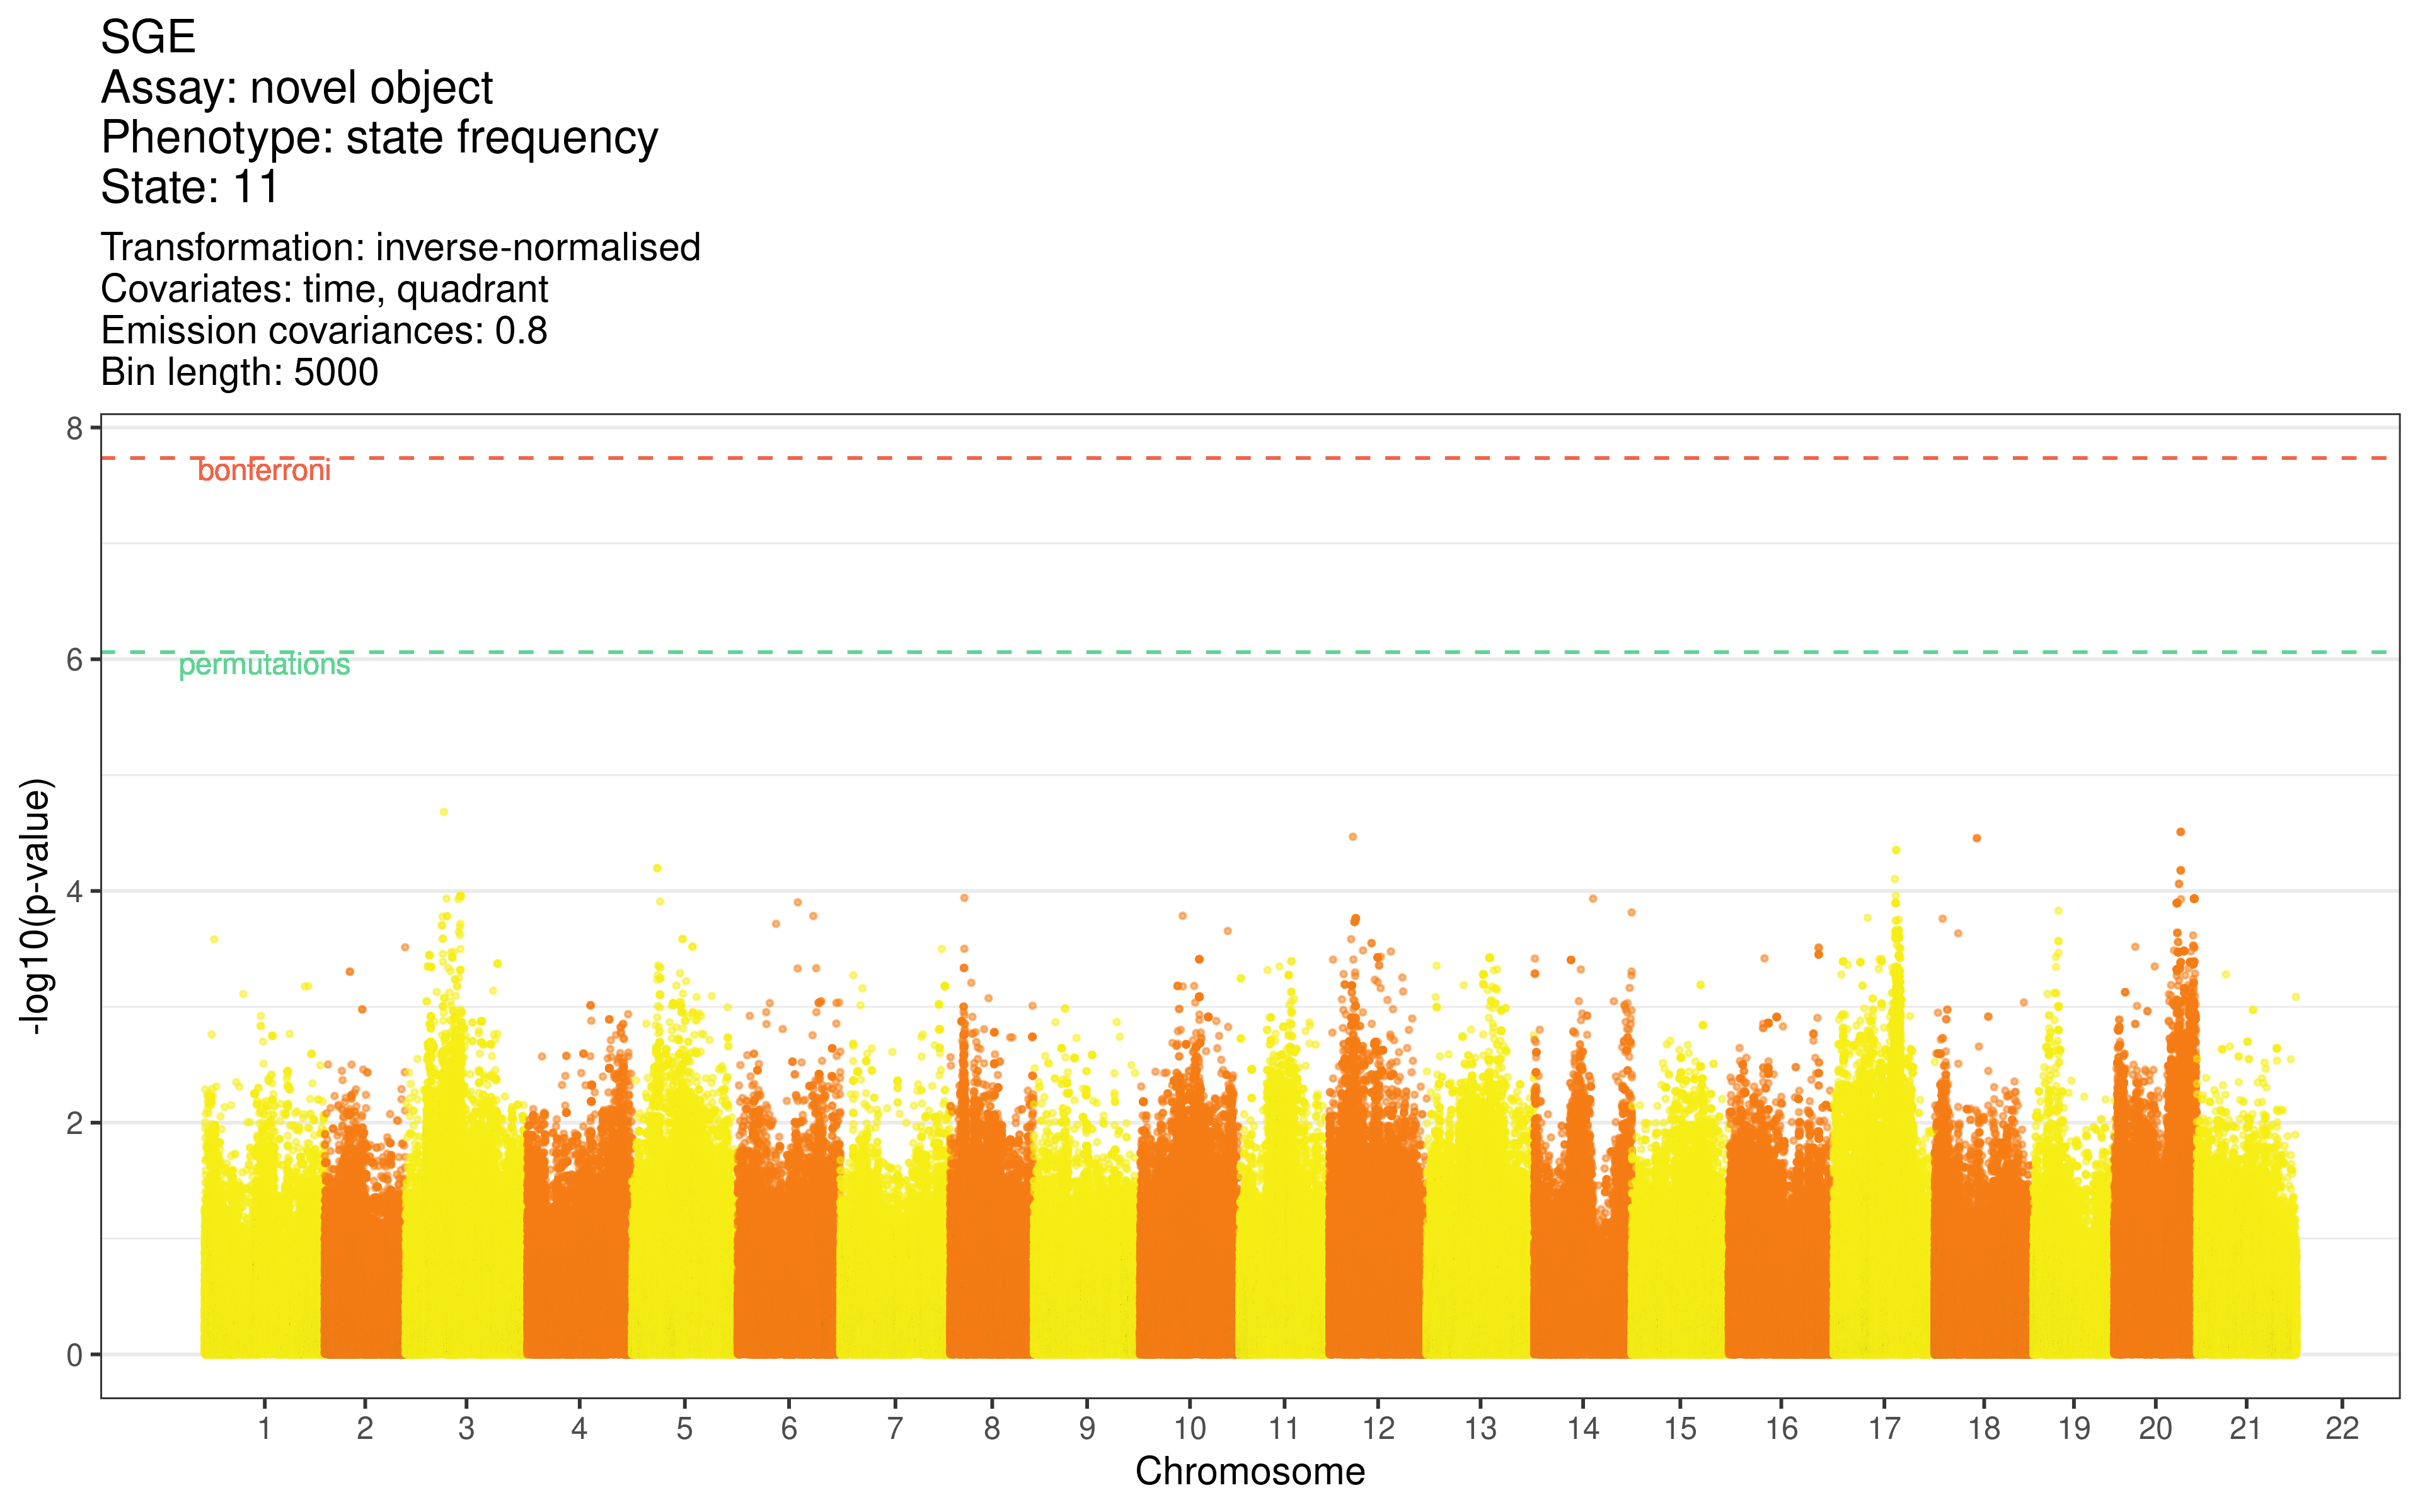 SGE
Assay: novel object
Phenotype: state frequency
State: 11
Transformation: inverse-normalised
Covariates: time, quadrant
Emission covariances: 0.8
Bin length: 5000
8
bonferroni
6
permutations
4
2
0
-log10(p-value)
1 2 3 4 5 6 7 8 9 10 11 12 13 14 15 16 17 18 19 20 21 22
Chromosome